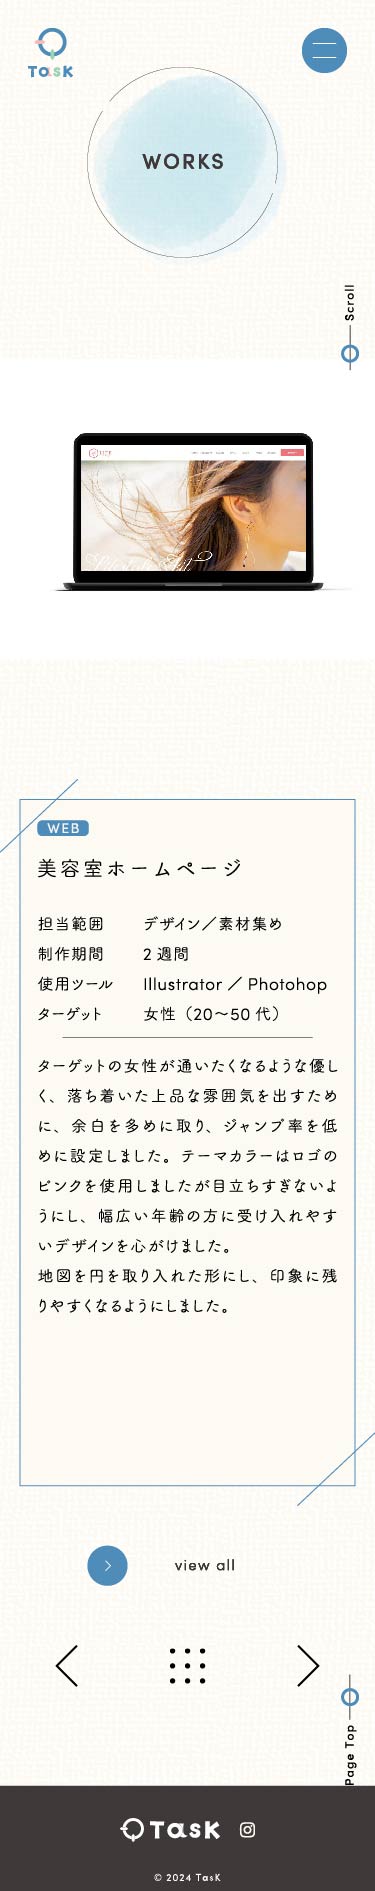 TasK
WORKS
Scroll
WEB
美容室ホームページ
担当範囲 デザイン／素材集め
制作期間 2 週間
使用ツール Illustrator ／ Photohop
ターゲット 女性（20〜50 代）
ターゲットの女性が通いたくなるような優し
く、落ち着いた上品な雰囲気を出すため
に、余白を多めに取り、ジャンプ率を低
めに設定しました。テーマカラーはロゴの
ピンクを使用しましたが目立ちすぎないよ
うにし、幅広い年齢の方に受け入れやす
いデザインを心がけました。
地図を円を取り入れた形にし、印象に残
りやすくなるようにしました。
view all
Page Top
TasK
© 2024 TasK